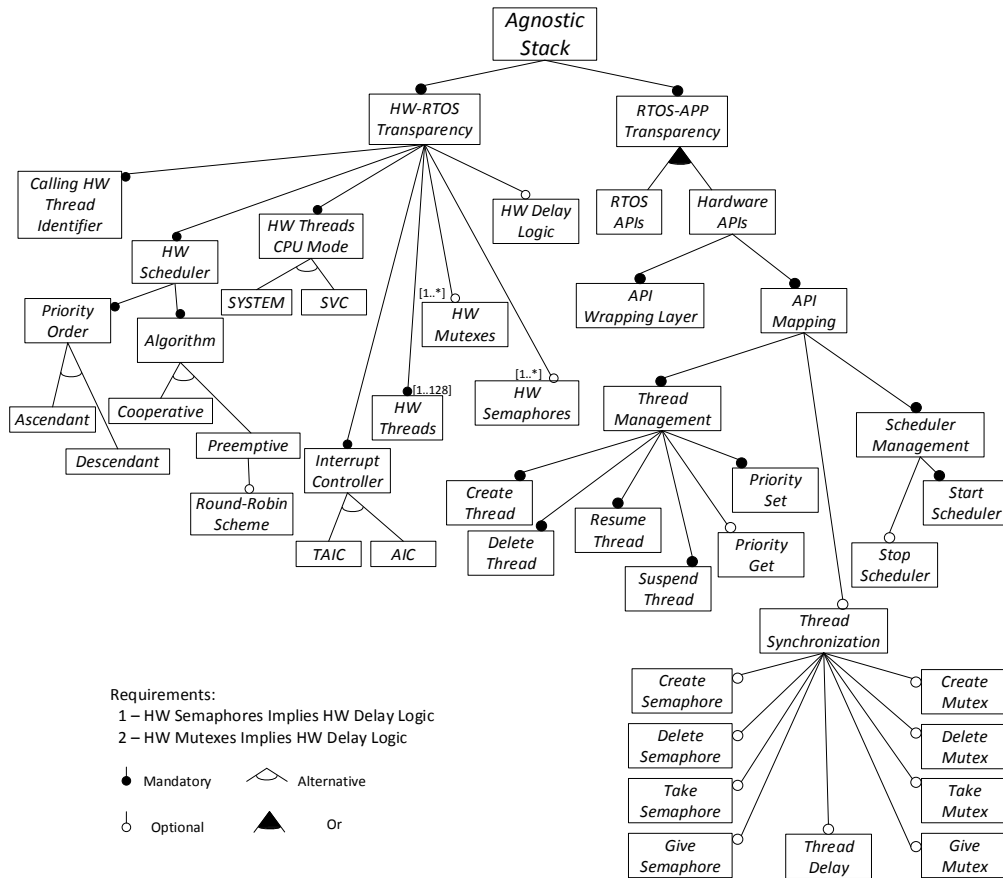 Agnostic
Stack
HW-RTOS
Transparency
RTOS-APP
Transparency
Calling HW
Thread
Identifier
HW
Scheduler
HW Threads
CPU Mode
HW Delay
Logic
RTOS
APIs
Hardware
APIs
Priority
Order
Algorithm
SYSTEM
SVC
[1..*]
HW
Mutexes
API
Wrapping Layer
API
Mapping
Ascendant
Cooperative
Descendant
Preemptive
Round-Robin
Scheme
[1..128]
HW
Threads
[1..*]
HW
Semaphores
Interrupt
Controller
TAIC
AIC
Thread
Management
Scheduler
Management
Create
Thread
Delete
Thread
Resume
Thread
Suspend
Thread
Priority
Get
Priority
Set
Start
Scheduler
Stop
Scheduler
Thread
Synchronization
Create
Semaphore
Delete
Semaphore
Take
Semaphore
Give
Semaphore
Thread
Delay
Create
Mutex
Delete
Mutex
Take
Mutex
Give
Mutex
Requirements:
1 – HW Semaphores Implies HW Delay Logic
2 – HW Mutexes Implies HW Delay Logic
Mandatory
Alternative
Optional
Or